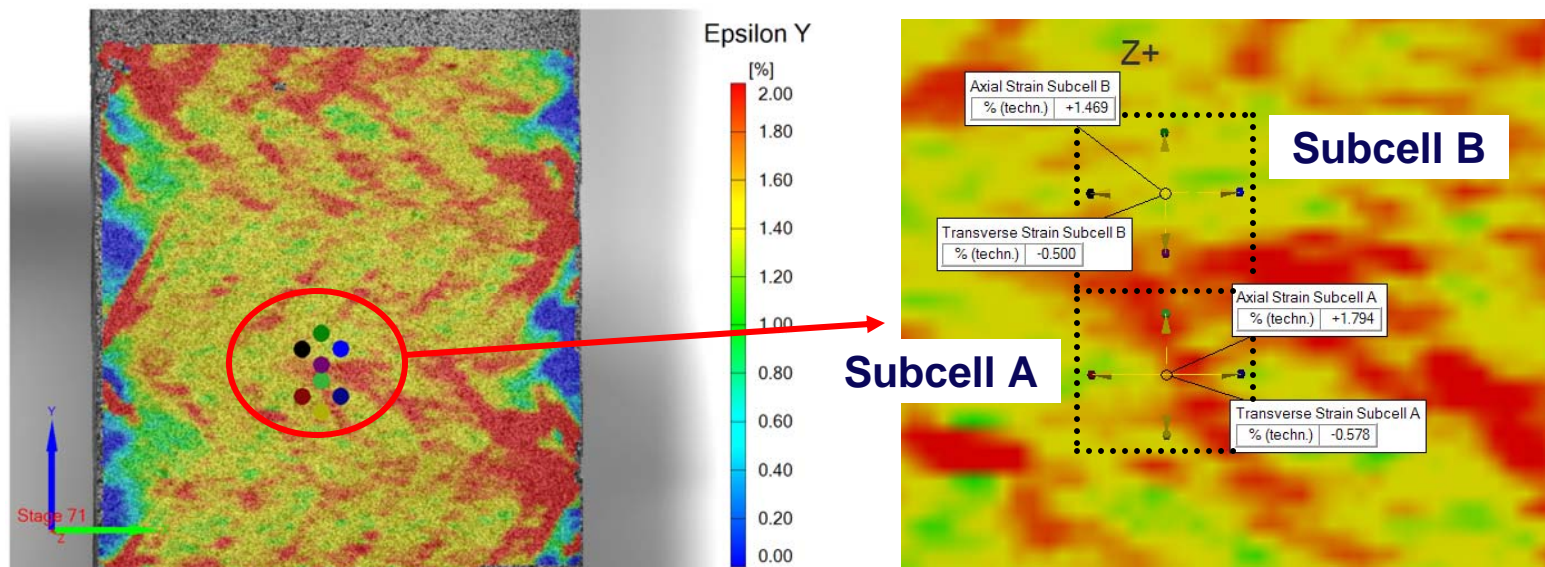 Epsilon Y
[%]
2.00
1.80
1.60
1.40
1.20
1.00
0.80
0.60
0.40
0.20
0.00
Y
Stage 71
Z
Z+
Axial Strain Subcell B
% (techn.) +1.469
Subcell B
Transverse Strain Subcell B
% (techn.) -0.500
Axial Strain Subcell A
% (techn.) +1.794
Subcell A
Transverse Strain Subcell A
% (techn.) -0.578